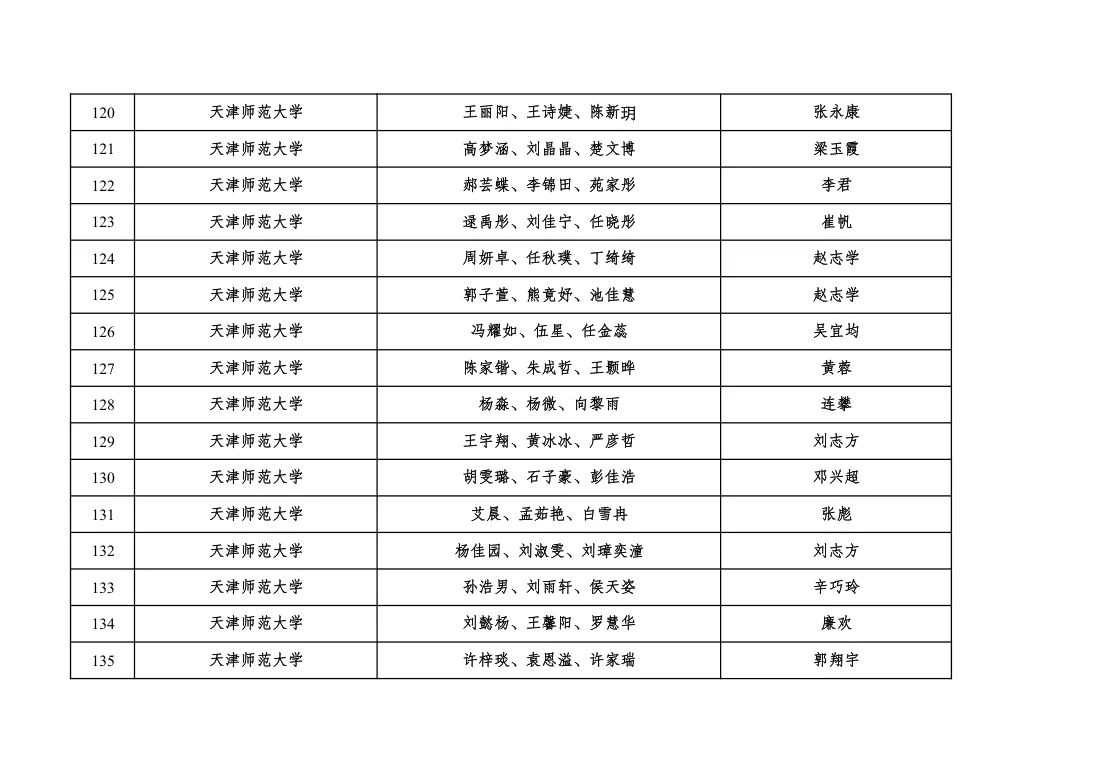 120 天津师范大学 王丽阳、王诗婕、陈新玥 张永康
121 天津师范大学 高梦涵、刘晶晶、楚文博 梁玉霞
122 天津师范大学 郝芸蝶、李锦田、苑家彤 李君
123 天津师范大学 逯禹彤、刘佳宁、任晓彤 崔帆
124 天津师范大学 周妍卓、任秋璞、丁绮绮 赵志学
125 天津师范大学 郭子萱、熊竟妤、池佳慧 赵志学
126 天津师范大学 冯耀如、伍星、任金蕊 吴宜均
127 天津师范大学 陈家锴、朱成哲、王颢晔 黄蓉
128 天津师范大学 杨淼、杨微、向黎雨 连攀
129 天津师范大学 王宇翔、黄冰冰、严彦哲 刘志方
130 天津师范大学 胡雯璐、石子豪、彭佳浩 邓兴超
131 天津师范大学 艾晨、孟茹艳、白雪冉 张彪
132 天津师范大学 杨佳园、刘淑雯、刘璋奕潼 刘志方
133 天津师范大学 孙浩男、刘雨轩、侯天姿 辛巧玲
134 天津师范大学 刘懿杨、王馨阳、罗慧华 廉欢
135 天津师范大学 许梓琰、袁恩溢、许家瑞 郭翔宇